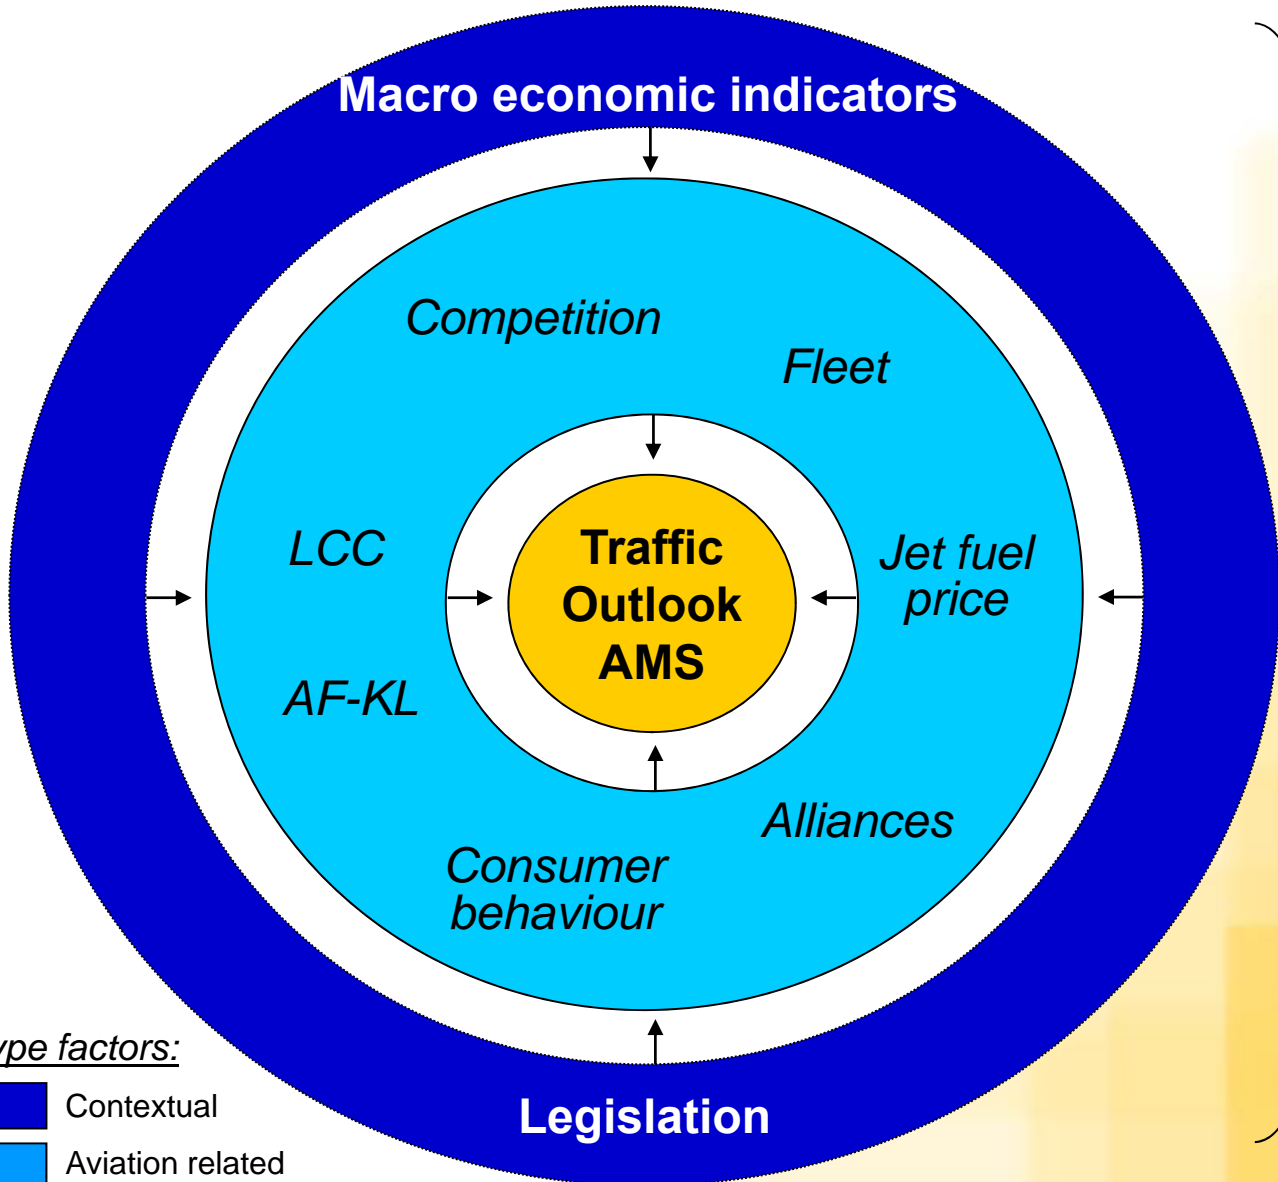 Macro economic indicators
Competition
Fleet
LCC
Traffic
Outlook
AMS
Jet fuel
price
AF-KL
Alliances
Consumer
behaviour
Legislation
ype factors:
Contextual
Aviation related